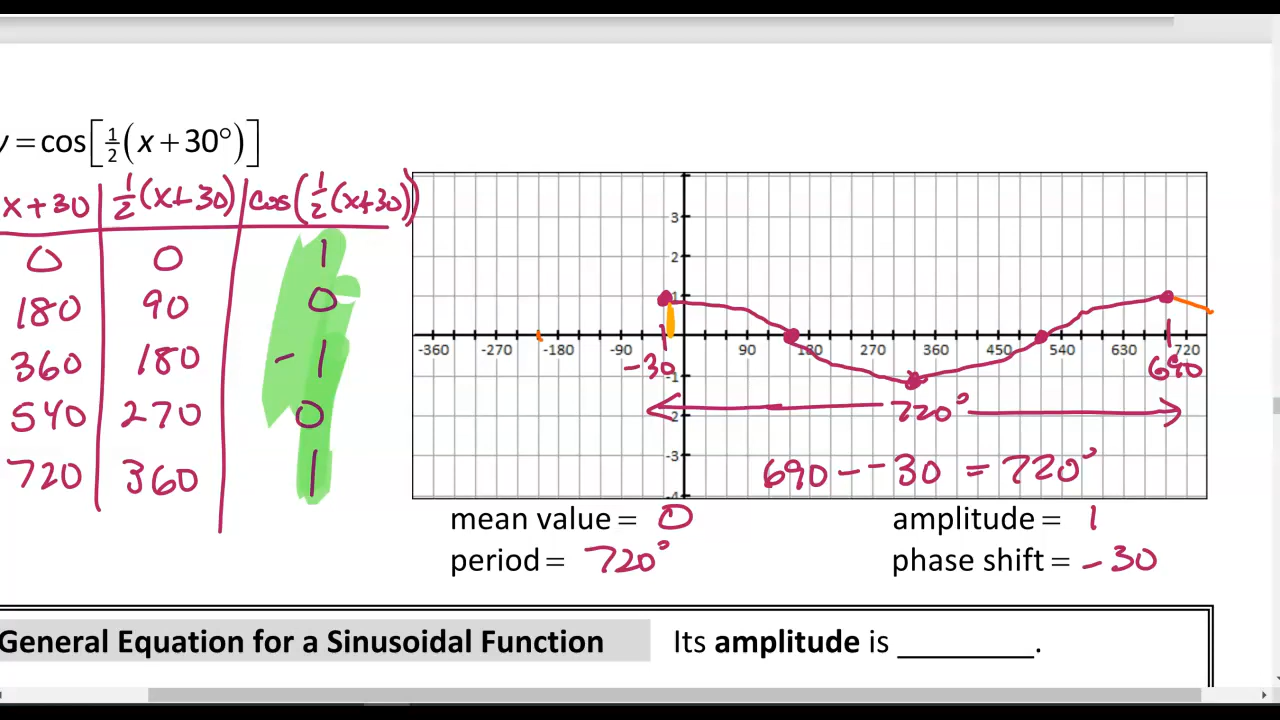 y = cos[½(x + 30°)]
x+30 | ½(x+30) | cos(½(x+30))
0 | 0 | 1
180 | 90 | 0
360 | 180 | -1
540 | 270 | 0
720 | 360 | 1
3
2
1
-360 -270 -180 -90 90 180 270 360 450 540 630 720
-30
690
-1
720°
-2
-3
690 - -30 = 720°
-4
mean value = 0
amplitude = 1
period = 720°
phase shift = -30
General Equation for a Sinusoidal Function
Its amplitude is ________.